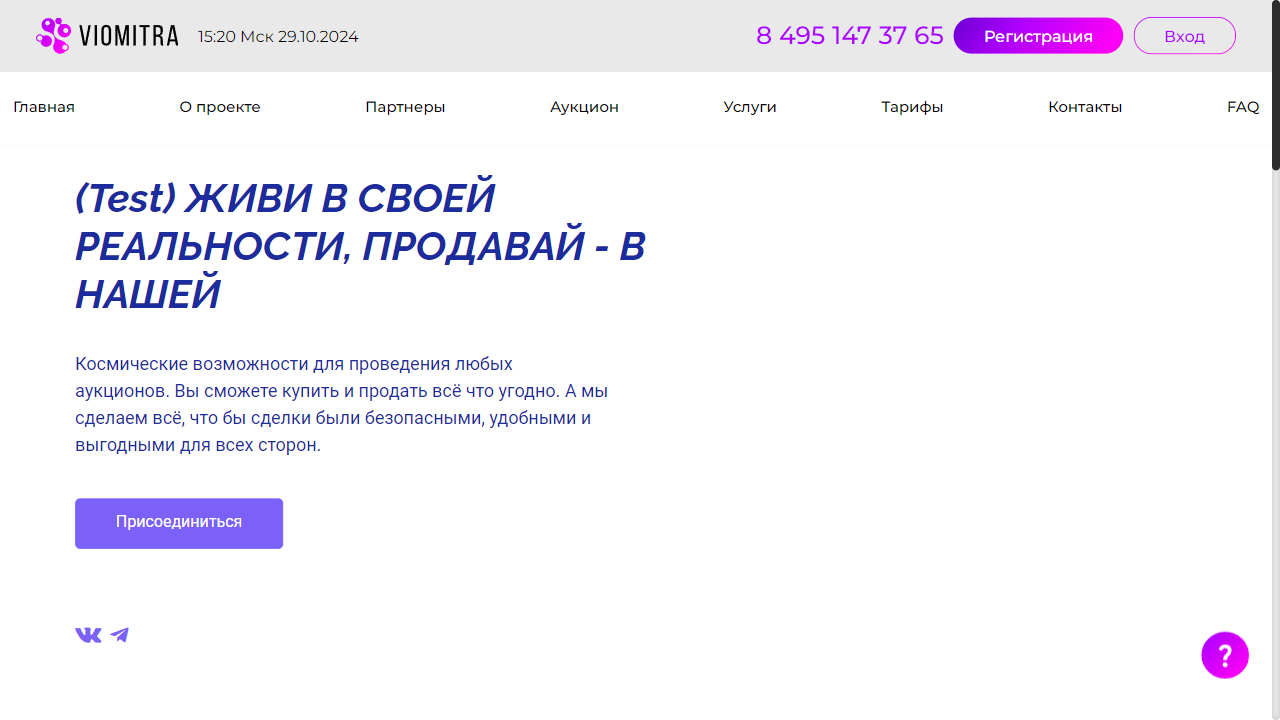 VIOMITRA 15:20 Мск 29.10.2024 8 495 147 37 65 Регистрация Вход
Главная О проекте Партнеры Аукцион Услуги Тарифы Контакты FAQ
(Test) ЖИВИ В СВОЕЙ
РЕАЛЬНОСТИ, ПРОДАВАЙ - В
НАШЕЙ
Космические возможности для проведения любых
аукционов. Вы сможете купить и продать всё что угодно. А мы
сделаем всё, что бы сделки были безопасными, удобными и
выгодными для всех сторон.
Присоединиться
?